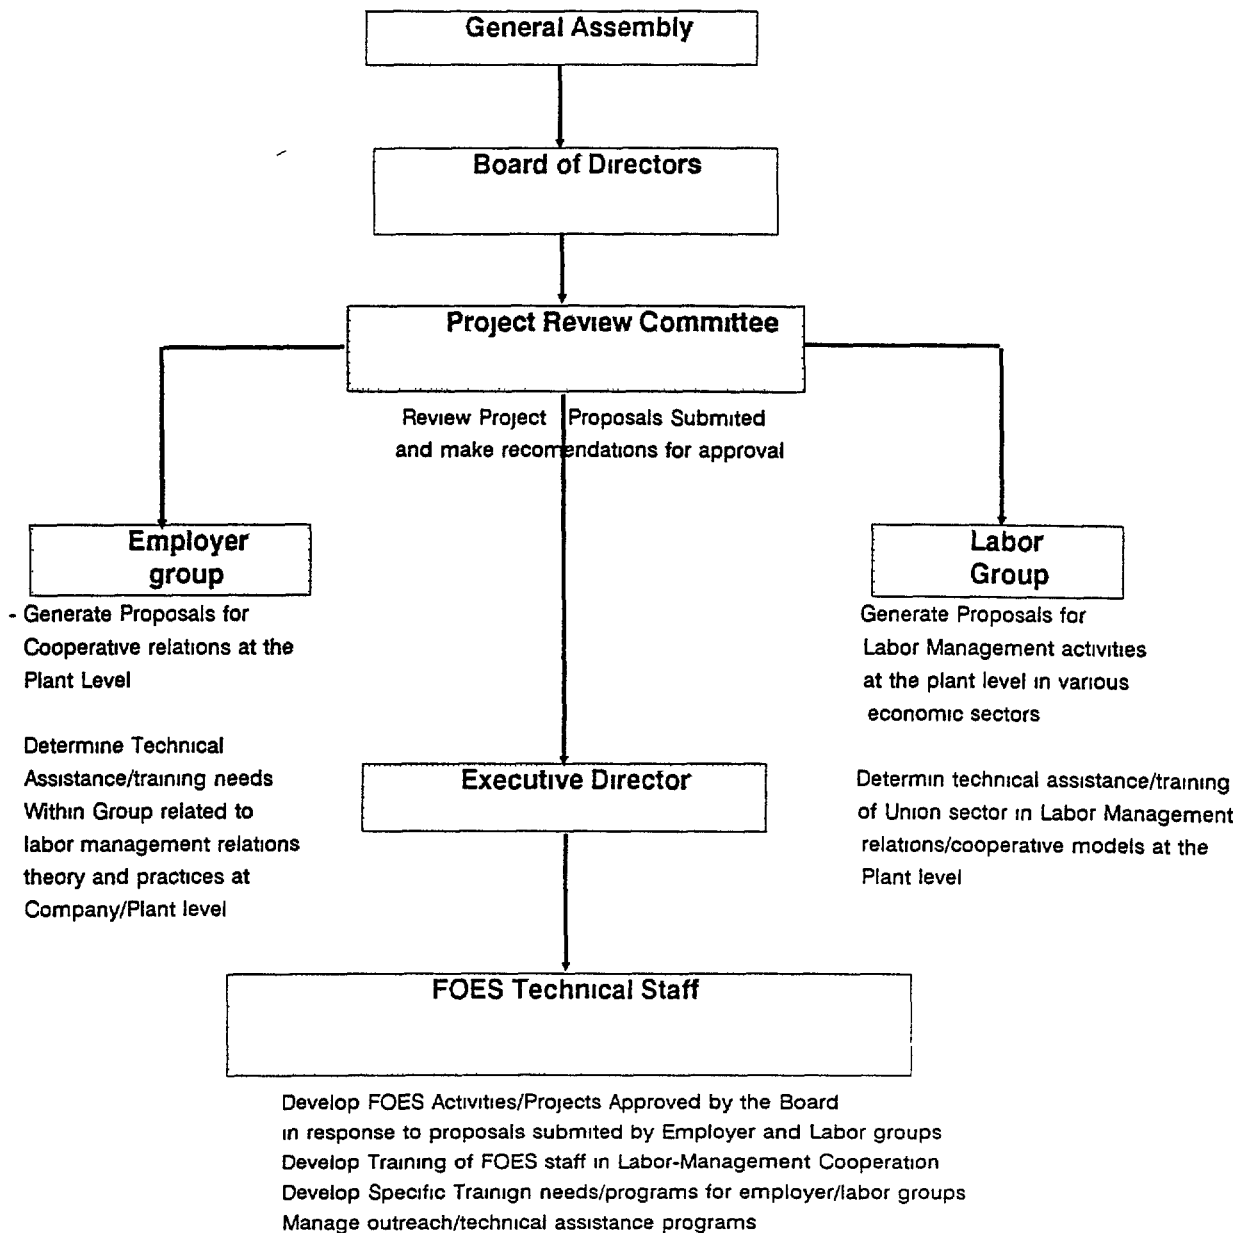 General Assembly
Board of Directors
Project Review Committee
Review Project Proposals Submited
and make recomendations for approval
Employer
group
- Generate Proposals for
Cooperative relations at the
Plant Level
Determine Technical
Assistance/training needs
Within Group related to
labor management relations
theory and practices at
Company/Plant level
Labor
Group
Generate Proposals for
Labor Management activities
at the plant level in various
economic sectors
Determin technical assistance/training
of Union sector in Labor Management
relations/cooperative models at the
Plant level
Executive Director
FOES Technical Staff
Develop FOES Activities/Projects Approved by the Board
in response to proposals submited by Employer and Labor groups
Develop Training of FOES staff in Labor-Management Cooperation
Develop Specific Trainign needs/programs for employer/labor groups
Manage outreach/technical assistance programs